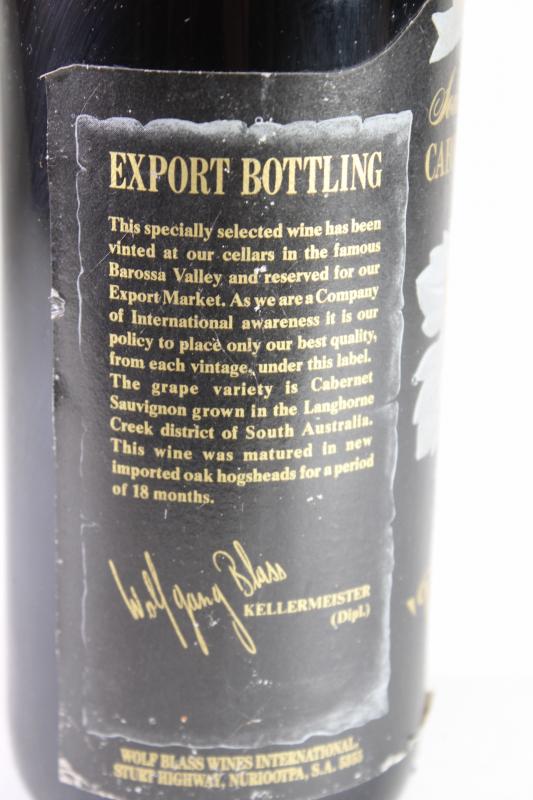 EXPORT BOTTLING
This specially selected wine has been
vinted at our cellars in the famous
Barossa Valley and reserved for our
Export Market. As we are a Company
of International awareness it is our
policy to place only our best quality,
from each vintage, under this label.
The grape variety is Cabernet
Sauvignon grown in the Langhorne
Creek district of South Australia.
This wine was matured in new
imported oak hogsheads for a period
of 18 months.
Wolfgang Blass
KELLERMEISTER
(Dipl.)
WOLF BLASS WINES INTERNATIONAL,
STURT HIGHWAY, NURIOOTPA, S.A. 5355